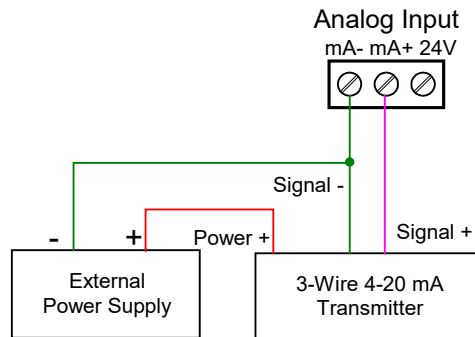 Analog Input
mA- mA+ 24V
Signal -
- + Power + Signal +
External
Power Supply
3-Wire 4-20 mA
Transmitter